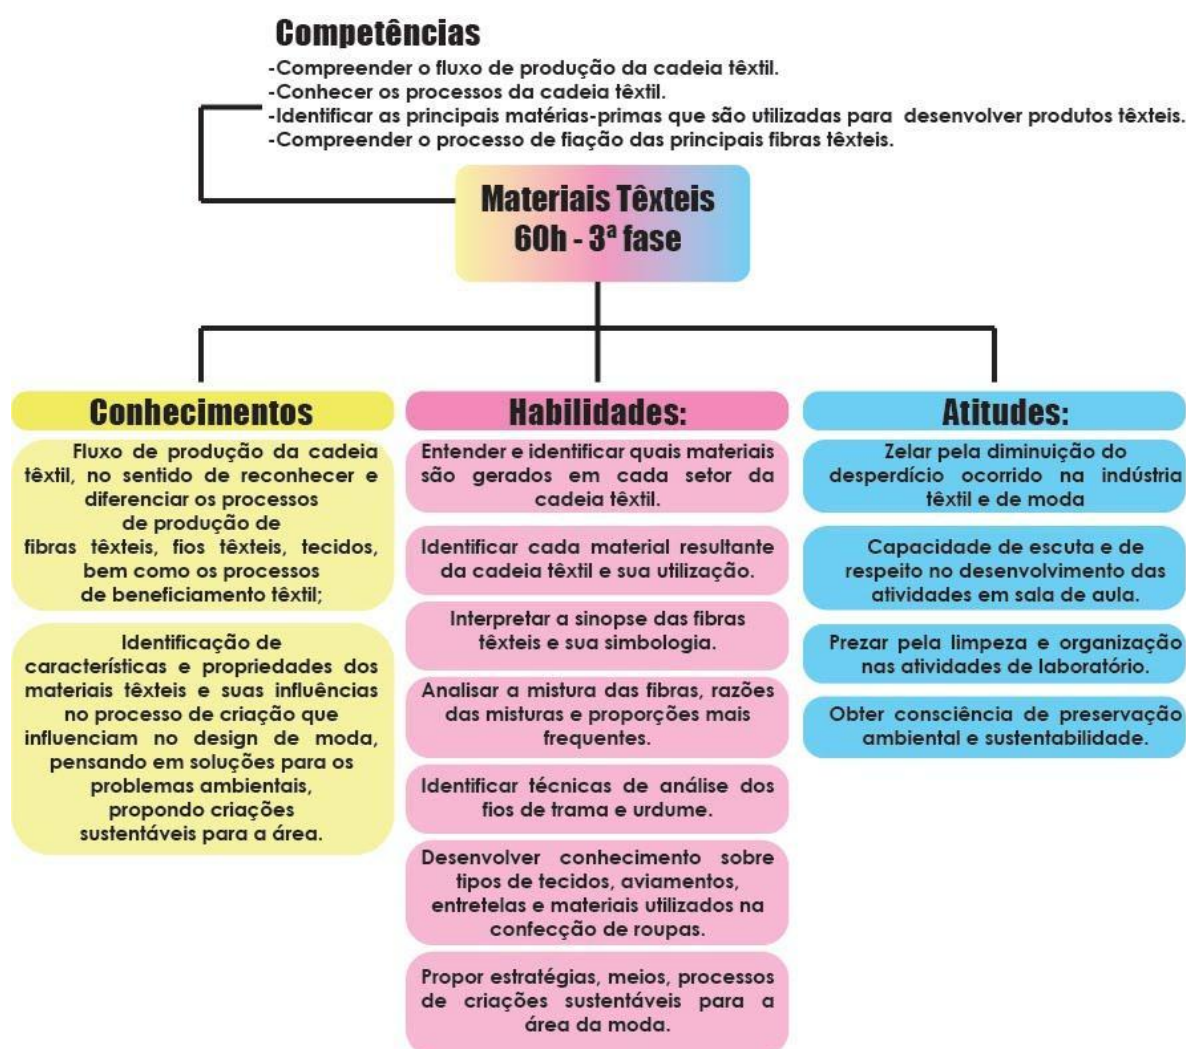 Competências
-Compreender o fluxo de produção da cadeia têxtil.
-Conhecer os processos da cadeia têxtil.
-Identificar as principais matérias-primas que são utilizadas para desenvolver produtos têxteis.
-Compreender o processo de fiação das principais fibras têxteis.
Materiais Têxteis
60h - 3ª fase
Conhecimentos
Fluxo de produção da cadeia
têxtil, no sentido de reconhecer e
diferenciar os processos
de produção de
fibras têxteis, fios têxteis, tecidos,
bem como os processos
de beneficiamento têxtil;
Identificação de
características e propriedades dos
materiais têxteis e suas influências
no processo de criação que
influenciam no design de moda,
pensando em soluções para os
problemas ambientais,
propondo criações
sustentáveis para a área.
Habilidades:
Entender e identificar quais materiais
são gerados em cada setor da
cadeia têxtil.
Identificar cada material resultante
da cadeia têxtil e sua utilização.
Interpretar a sinopse das fibras
têxteis e sua simbologia.
Analisar a mistura das fibras, razões
das misturas e proporções mais
frequentes.
Identificar técnicas de análise dos
fios de trama e urdume.
Desenvolver conhecimento sobre
tipos de tecidos, aviamentos,
entretelas e materiais utilizados na
confecção de roupas.
Propor estratégias, meios, processos
de criações sustentáveis para a
área da moda.
Atitudes:
Zelar pela diminuição do
desperdício ocorrido na indústria
têxtil e de moda
Capacidade de escuta e de
respeito no desenvolvimento das
atividades em sala de aula.
Prezar pela limpeza e organização
nas atividades de laboratório.
Obter consciência de preservação
ambiental e sustentabilidade.